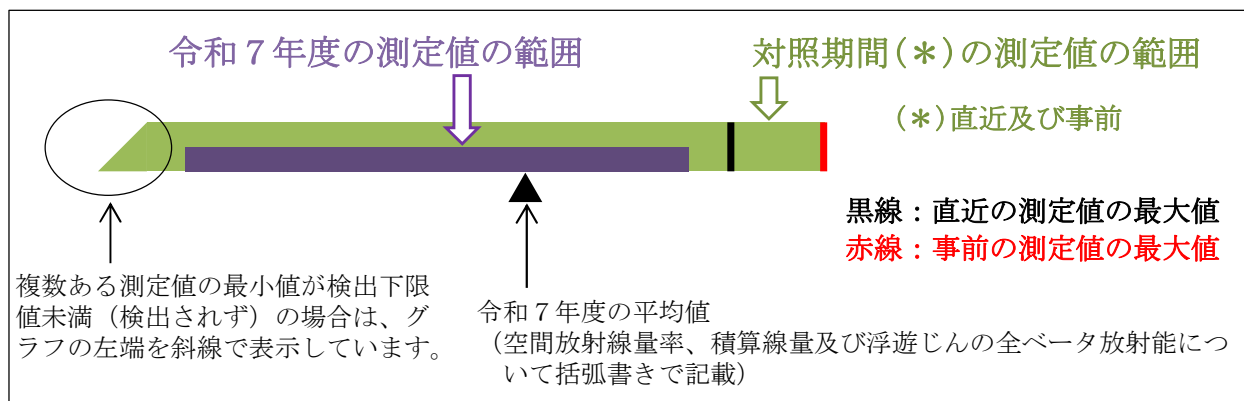 令和７年度の測定値の範囲
対照期間(＊)の測定値の範囲
(＊)直近及び事前
黒線：直近の測定値の最大値
赤線：事前の測定値の最大値
複数ある測定値の最小値が検出下限
値未満（検出されず）の場合は、グ
ラフの左端を斜線で表示しています。
令和７年度の平均値
（空間放射線量率、積算線量及び浮遊じんの全ベータ放射能につ
いて括弧書きで記載）